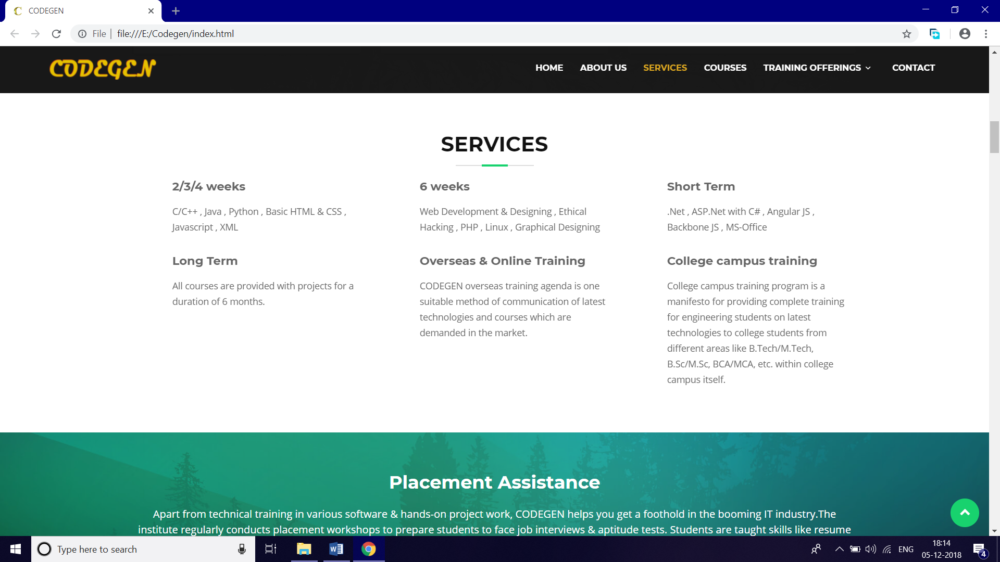 CODEGEN
File | file:///E:/Codegen/index.html
CODEGEN
HOME ABOUT US SERVICES COURSES TRAINING OFFERINGS CONTACT
SERVICES
2/3/4 weeks
C/C++ , Java , Python , Basic HTML & CSS ,
Javascript , XML
6 weeks
Web Development & Designing , Ethical
Hacking , PHP , Linux , Graphical Designing
Short Term
.Net , ASP.Net with C# , Angular JS ,
Backbone JS , MS-Office
Long Term
All courses are provided with projects for a
duration of 6 months.
Overseas & Online Training
CODEGEN overseas training agenda is one
suitable method of communication of latest
technologies and courses which are
demanded in the market.
College campus training
College campus training program is a
manifesto for providing complete training
for engineering students on latest
technologies to college students from
different areas like B.Tech/M.Tech,
B.Sc/M.Sc, BCA/MCA, etc. within college
campus itself.
Placement Assistance
Apart from technical training in various software & hands-on project work, CODEGEN helps you get a foothold in the booming IT industry.The
institute regularly conducts placement workshops to prepare students to face job interviews & aptitude tests. Students are taught skills like resume
Type here to search
ENG
18:14
05-12-2018
4